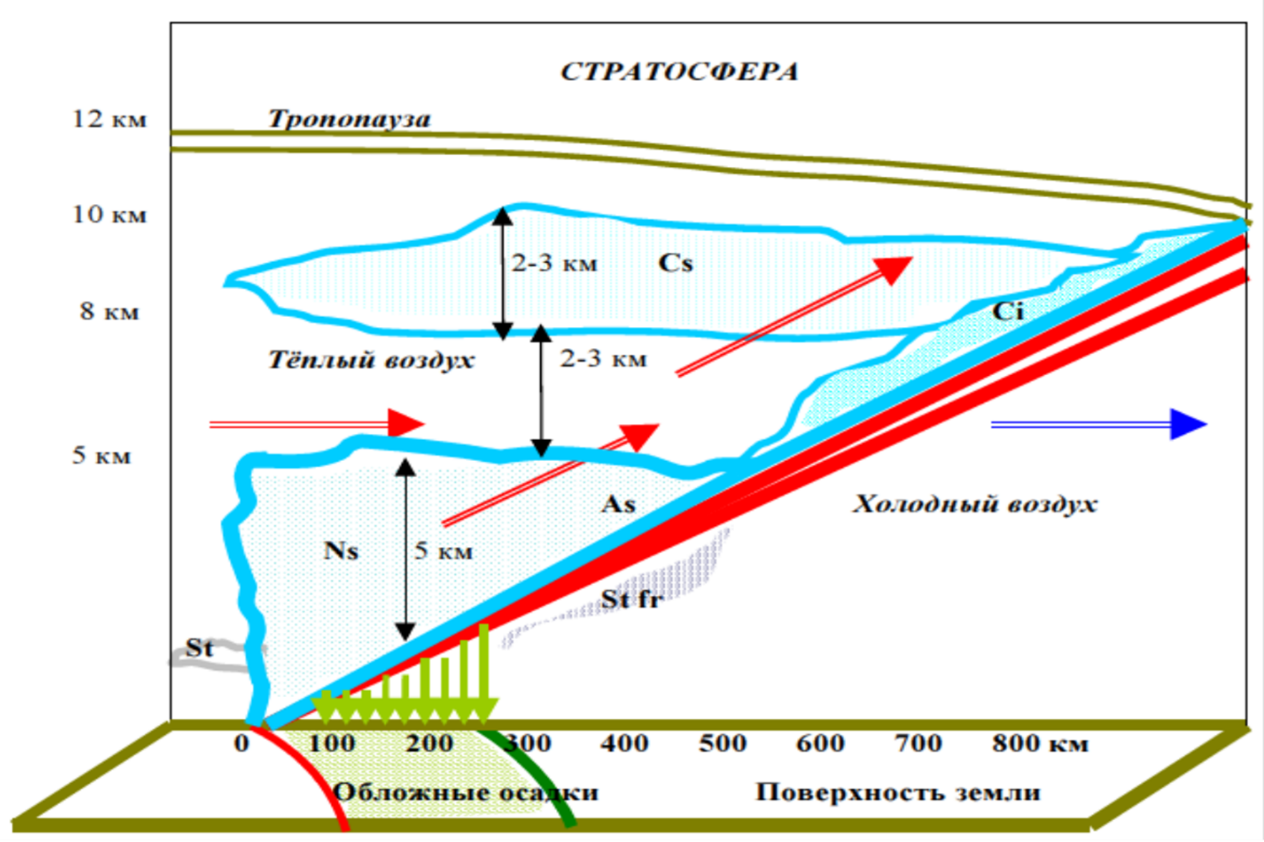 СТРАТОСФЕРА
12 км
Тропопауза
10 км
2-3 км
Cs
8 км
Ci
Тёплый воздух
2-3 км
5 км
As
Холодный воздух
Ns
5 км
St fr
St
0 100 200 300 400 500 600 700 800 км
Обложные осадки
Поверхность земли